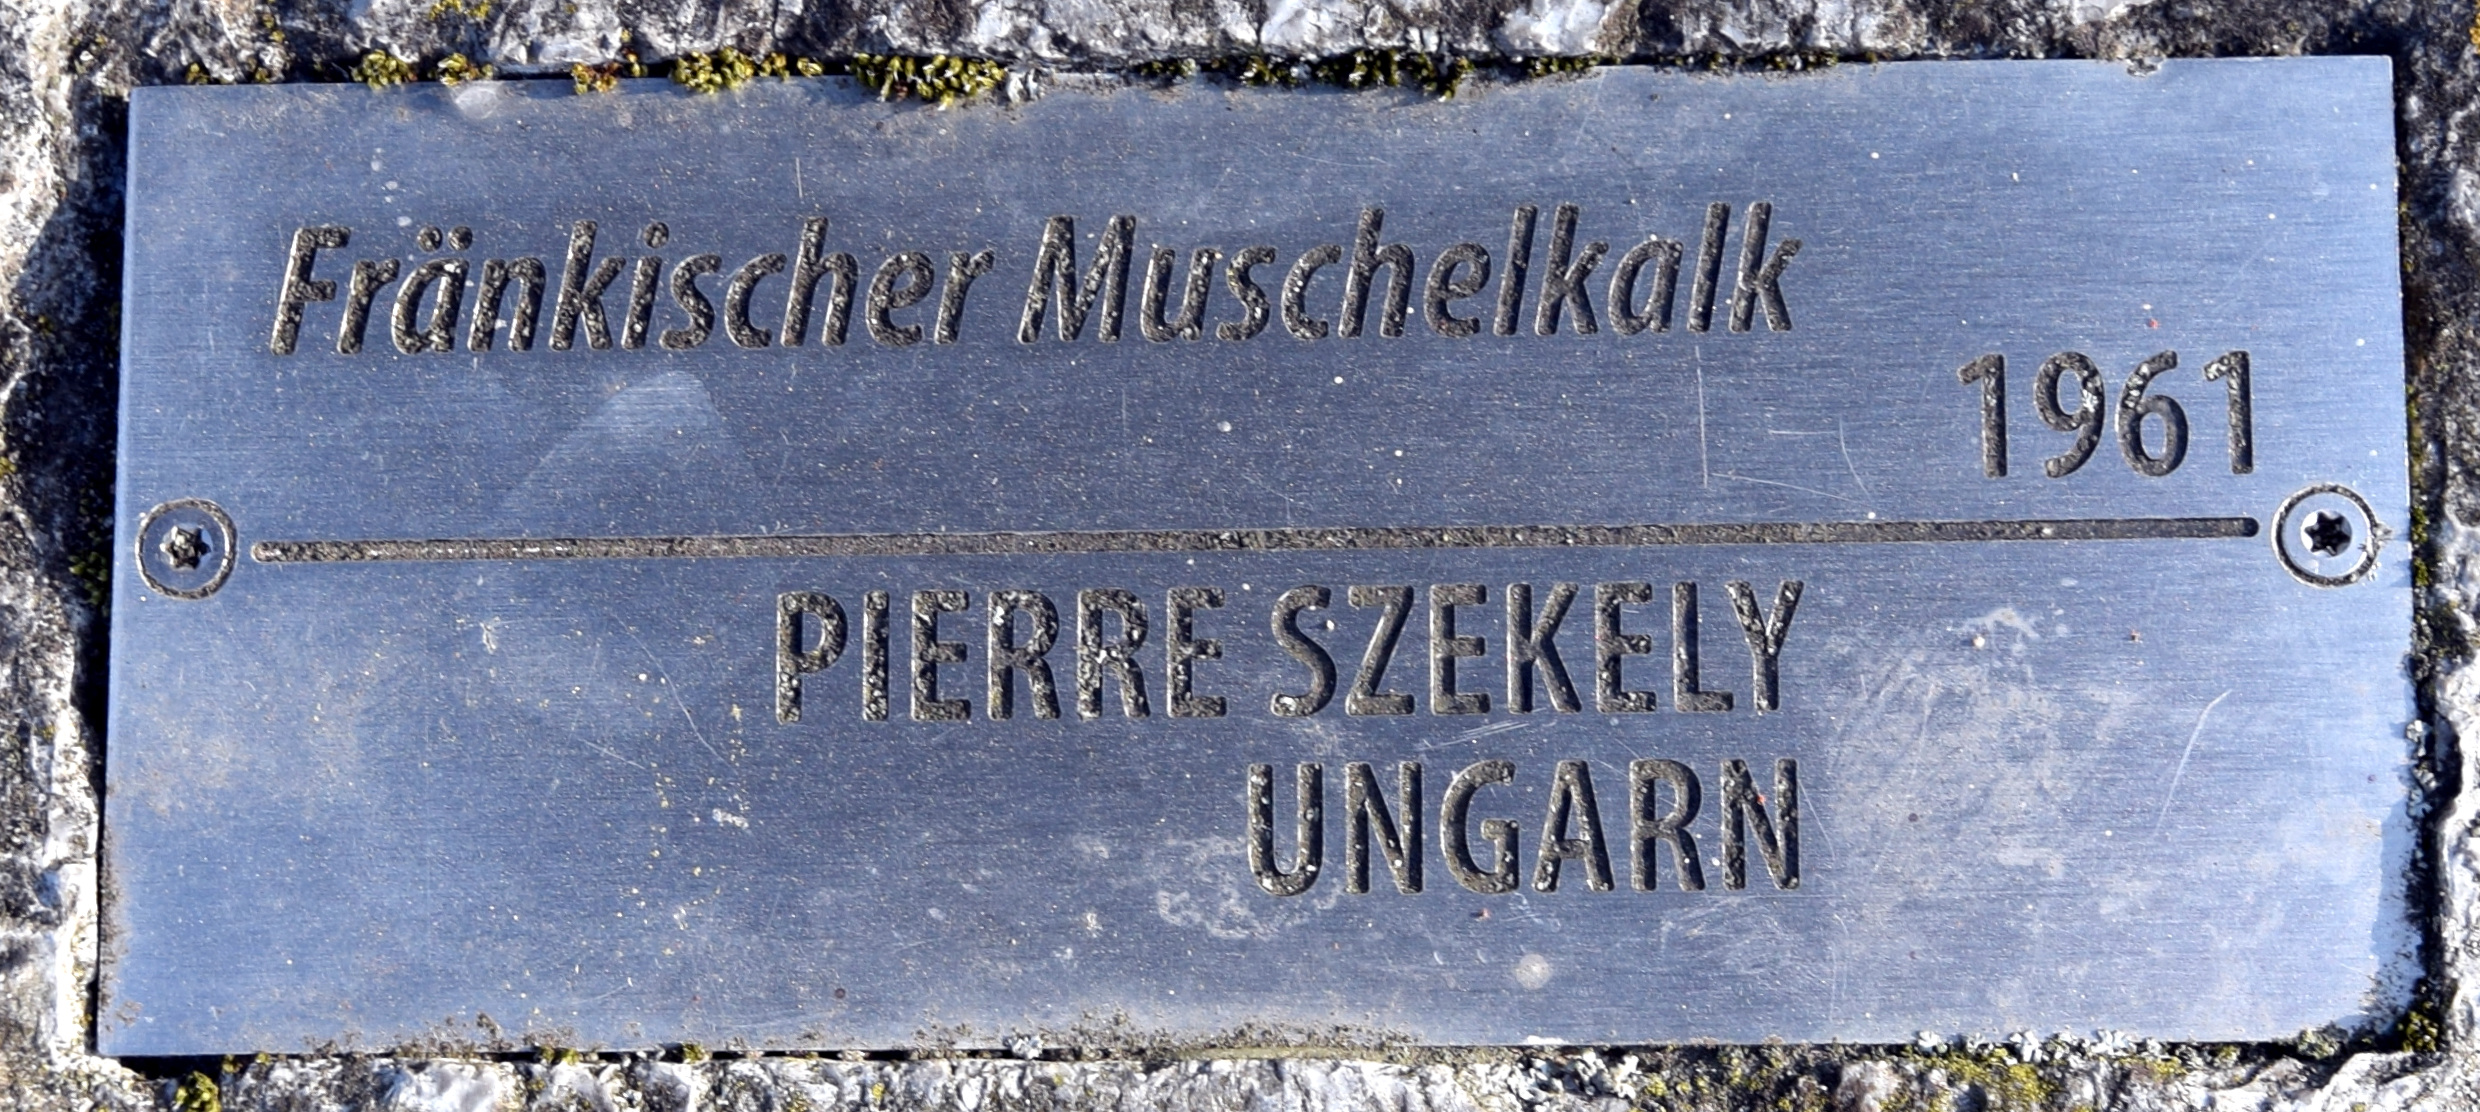 Fränkischer Muschelkalk
1961
PIERRE SZEKELY
UNGARN